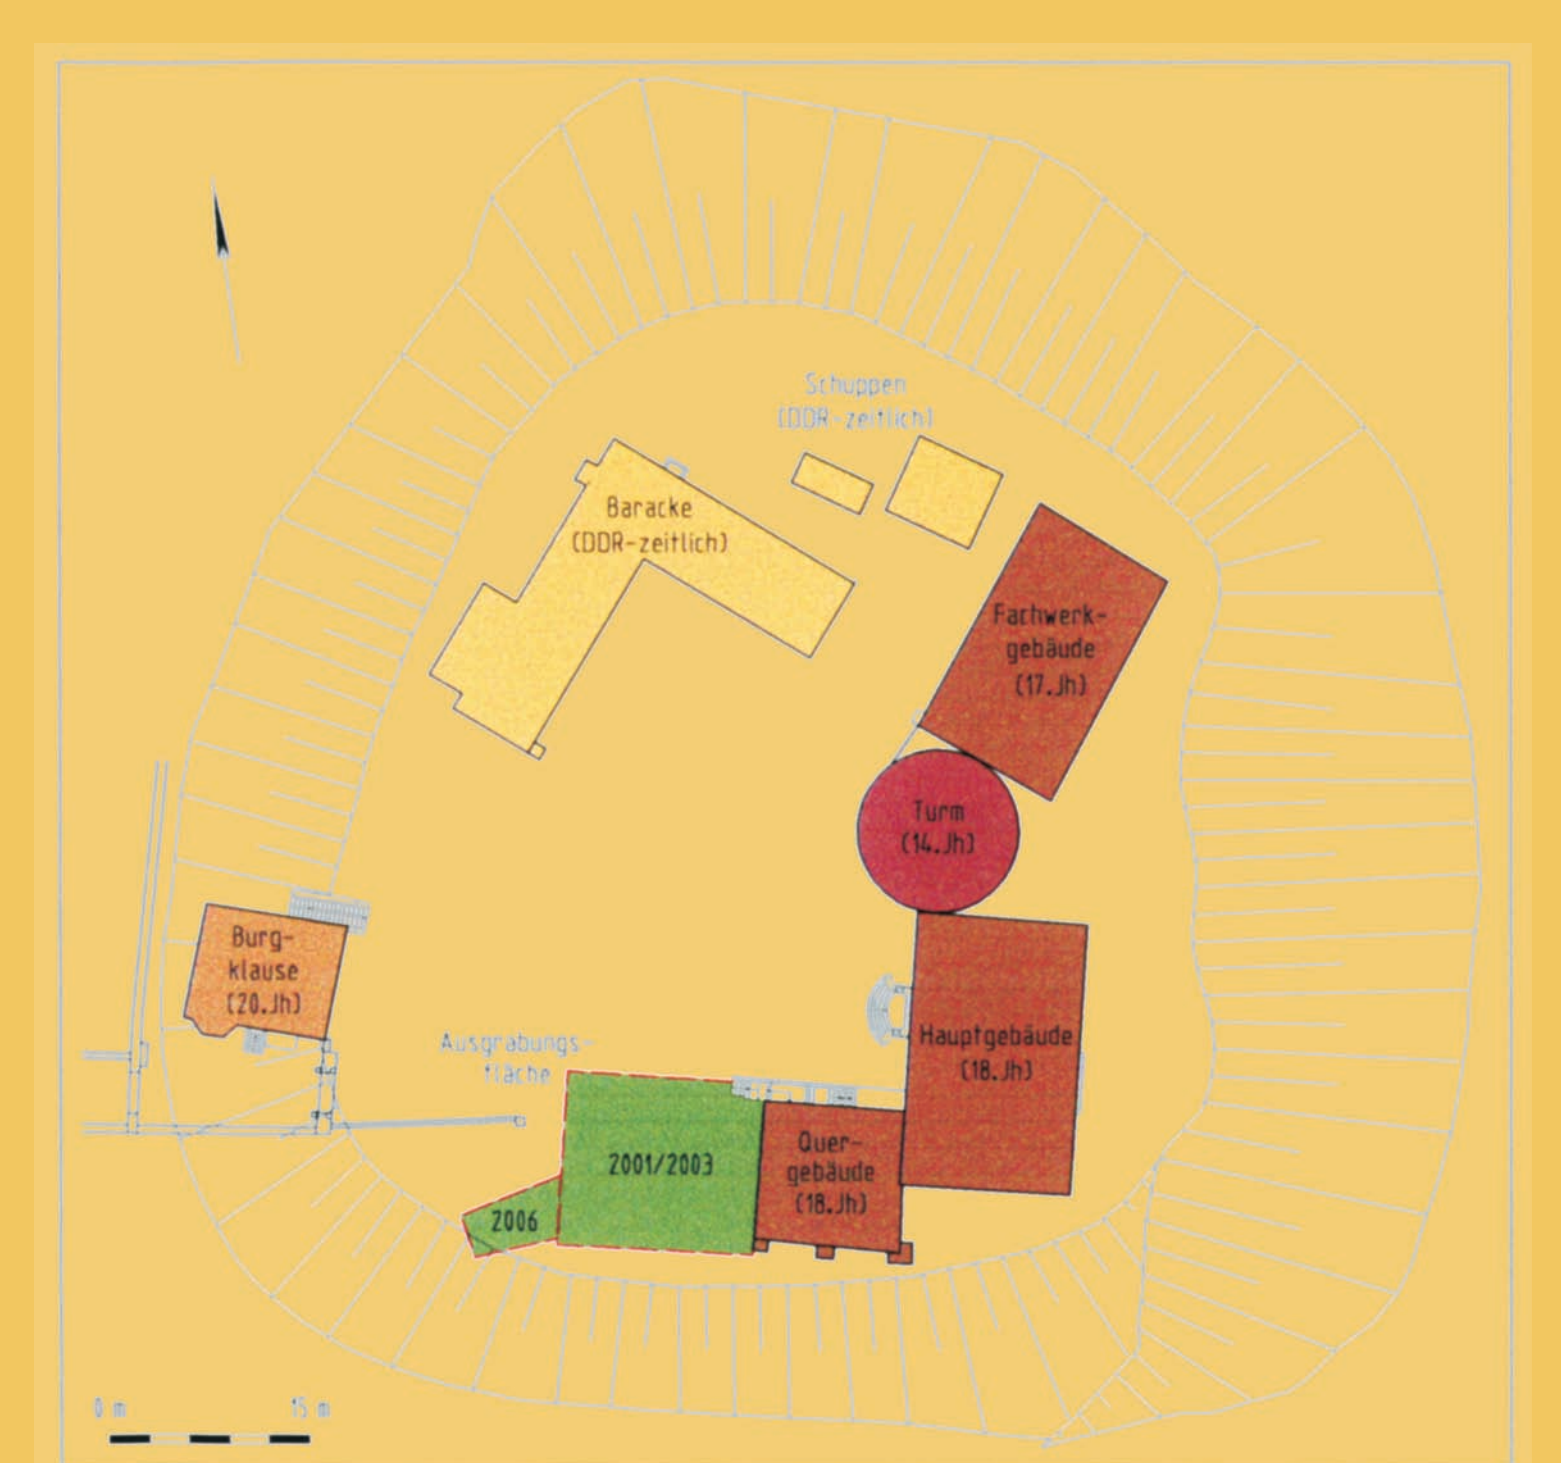 Schuppen
(DDR-zeitlich)
Baracke
(DDR-zeitlich)
Fachwerk-
gebäude
(17.Jh)
Turm
(14.Jh)
Burg-
klause
(20.Jh)
Hauptgebäude
(18.Jh)
Ausgrabungs-
fläche
2001/2003
Quer-
gebäude
(18.Jh)
2006
0 m 15 m